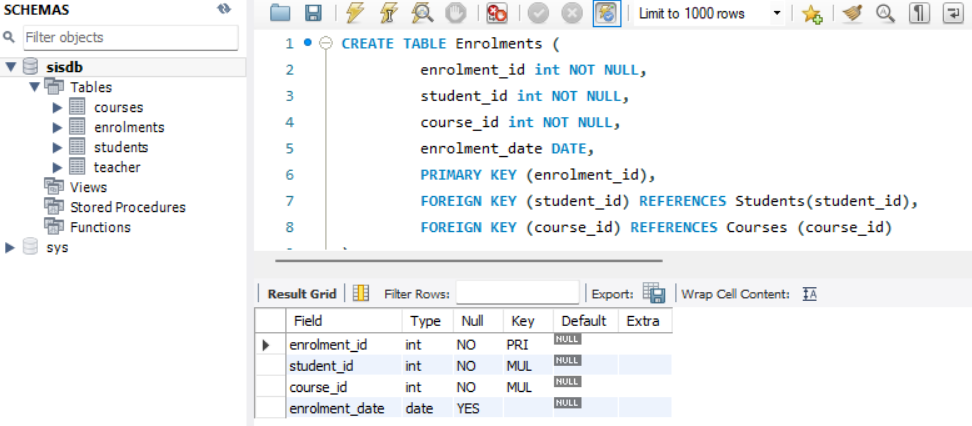 SCHEMAS
Filter objects
sisdb
Tables
courses
enrolments
students
teacher
Views
Stored Procedures
Functions
sys
Limit to 1000 rows
1 CREATE TABLE Enrolments (
2 enrolment_id int NOT NULL,
3 student_id int NOT NULL,
4 course_id int NOT NULL,
5 enrolment_date DATE,
6 PRIMARY KEY (enrolment_id),
7 FOREIGN KEY (student_id) REFERENCES Students(student_id),
8 FOREIGN KEY (course_id) REFERENCES Courses (course_id)
Result Grid Filter Rows: Export: Wrap Cell Content: IA
Field Type Null Key Default Extra
enrolment_id int NO PRI NULL
student_id int NO MUL NULL
course_id int NO MUL NULL
enrolment_date date YES NULL